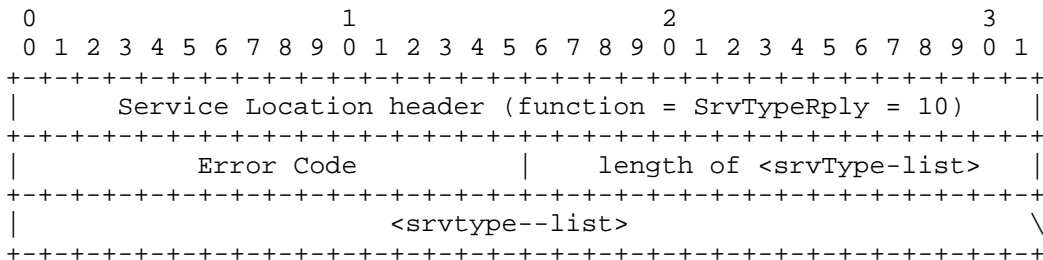 0                   1                   2                   3
 0 1 2 3 4 5 6 7 8 9 0 1 2 3 4 5 6 7 8 9 0 1 2 3 4 5 6 7 8 9 0 1
+-+-+-+-+-+-+-+-+-+-+-+-+-+-+-+-+-+-+-+-+-+-+-+-+-+-+-+-+-+-+-+-+
|      Service Location header (function = SrvTypeRply = 10)    |
+-+-+-+-+-+-+-+-+-+-+-+-+-+-+-+-+-+-+-+-+-+-+-+-+-+-+-+-+-+-+-+-+
|           Error Code          |    length of <srvType-list>   |
+-+-+-+-+-+-+-+-+-+-+-+-+-+-+-+-+-+-+-+-+-+-+-+-+-+-+-+-+-+-+-+-+
|                       <srvtype--list>                         \
+-+-+-+-+-+-+-+-+-+-+-+-+-+-+-+-+-+-+-+-+-+-+-+-+-+-+-+-+-+-+-+-+